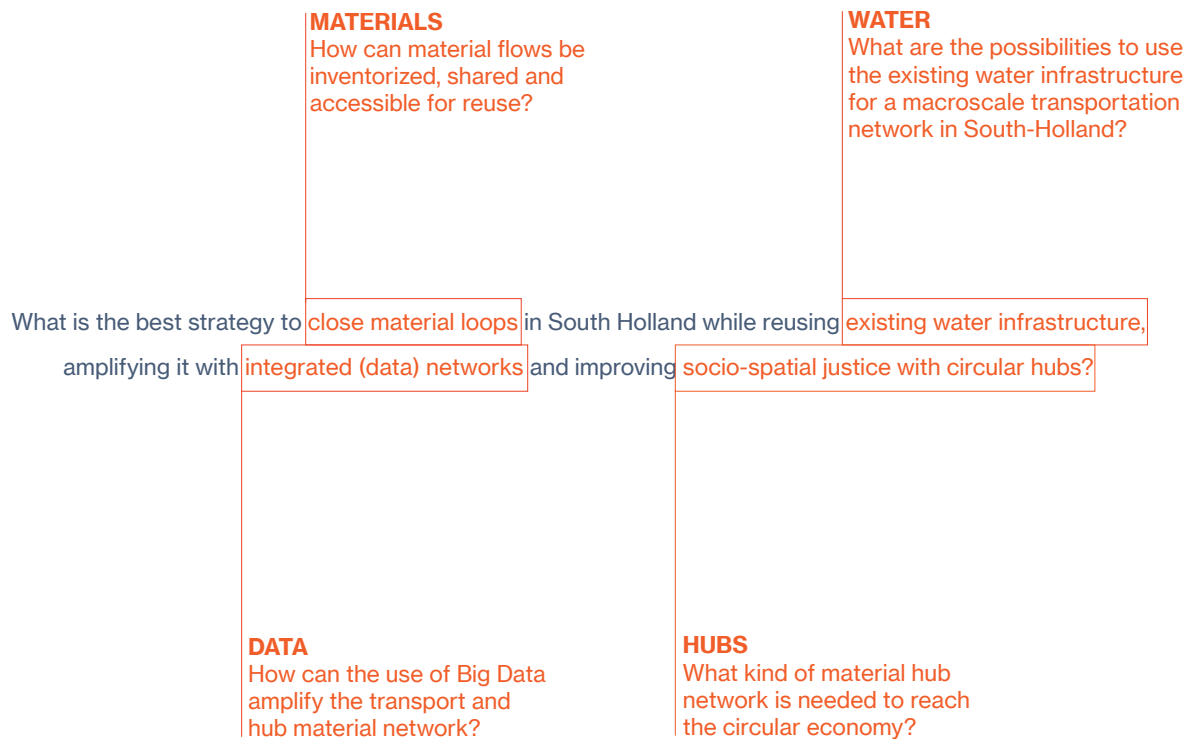 MATERIALS
How can material flows be
inventorized, shared and
accessible for reuse?
WATER
What are the possibilities to use
the existing water infrastructure
for a macroscale transportation
network in South-Holland?
What is the best strategy to close material loops in South Holland while reusing existing water infrastructure,
amplifying it with integrated (data) networks and improving socio-spatial justice with circular hubs?
DATA
How can the use of Big Data
amplify the transport and
hub material network?
HUBS
What kind of material hub
network is needed to reach
the circular economy?